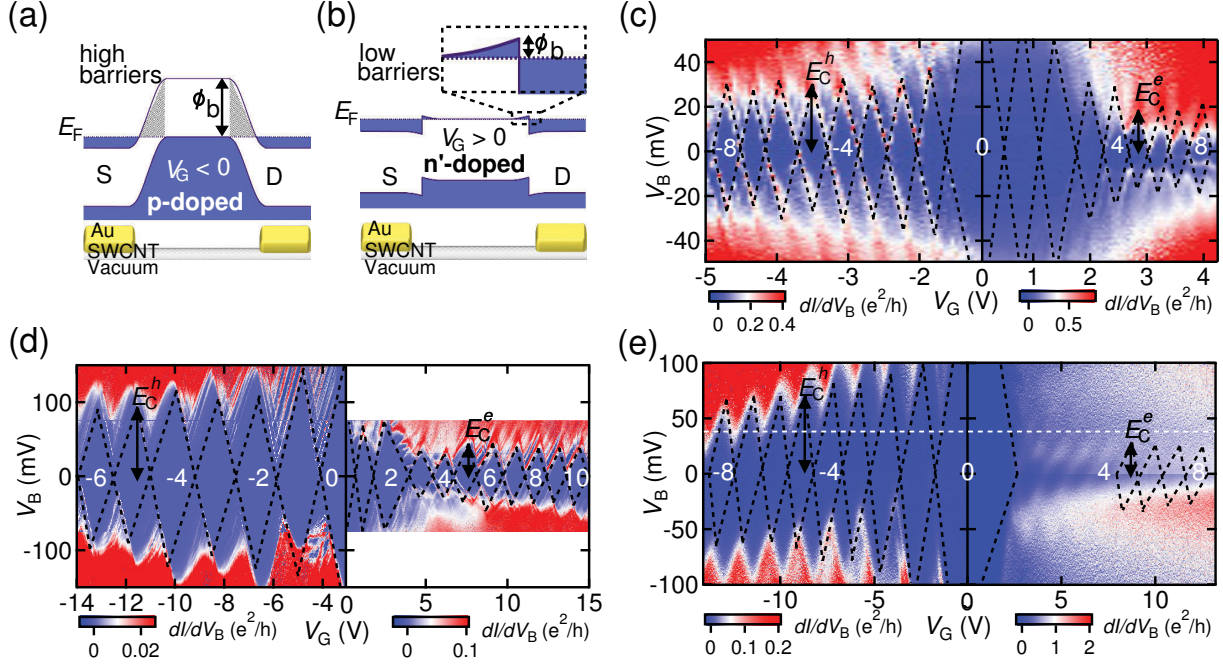 (a)
high
barriers
ϕb
EF
VG < 0
S
D
p-doped
Au
SWCNT
Vacuum
(b)
low
barriers
ϕb
EF
VG > 0
n'-doped
S
D
Au
SWCNT
Vacuum
(c)
40
20
0
-20
-40
VB (mV)
ECh
ECe
-8
-4
0
4
8
-5
-4
-3
-2
-1
0
1
2
3
4
VG (V)
dI/dVB (e2/h)
0
0.2
0.4
dI/dVB (e2/h)
0
0.5
(d)
100
0
-100
VB (mV)
ECh
ECe
-6
-4
-2
0
2
4
6
8
10
-14
-12
-10
-8
-6
-4
0
5
10
15
VG (V)
dI/dVB (e2/h)
0
0.02
dI/dVB (e2/h)
0
0.1
(e)
100
50
0
-50
-100
VB (mV)
ECh
ECe
-8
-4
0
4
8
-10
-5
0
5
10
VG (V)
dI/dVB (e2/h)
0
0.1
0.2
dI/dVB (e2/h)
0
1
2